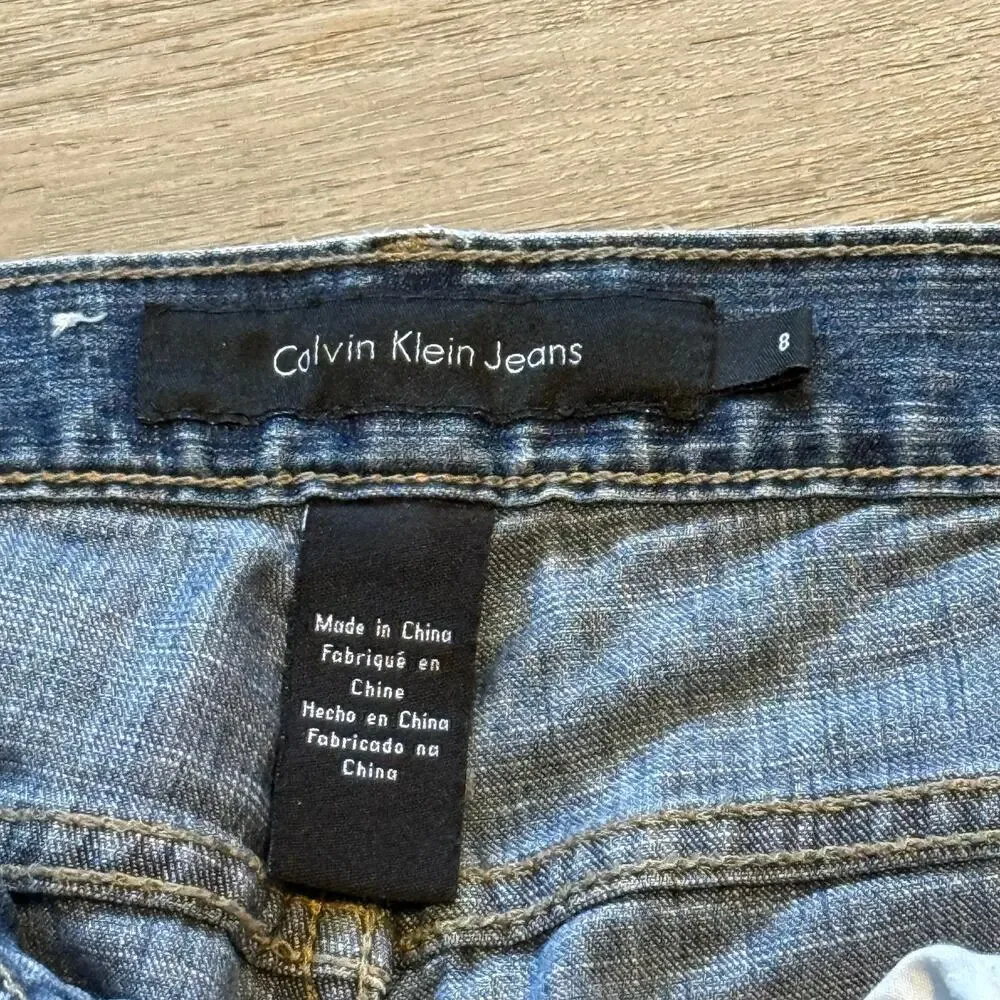 Calvin Klein Jeans
8
Made in China
Fabriqué en
Chine
Hecho en China
Fabricado na
China